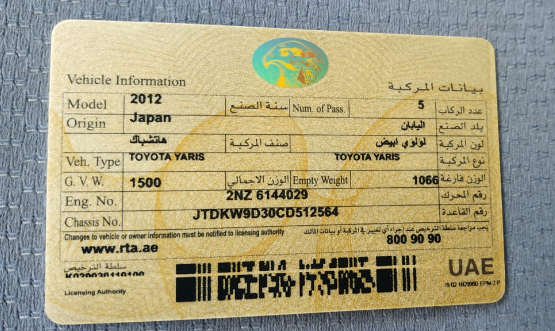 Vehicle Information بيانات المركبة
Model 2012 سنة الصنع Num. of Pass. 5 عدد الركاب
Origin Japan اليابان بلد الصنع
هاتشباك صنف المركبة لولوي ابيض لون المركبة
Veh. Type TOYOTA YARIS TOYOTA YARIS نوع المركبة
G. V. W. 1500 الوزن الاجمالي Empty Weight 1066 الوزن فارغة
Eng. No. 2NZ 6144029 رقم المحرك
Chassis No. JTDKW9D30CD512564 رقم القاعدة
Changes to vehicle or owner information must be notified to licensing authority يجب مراجعة سلطة الترخيص عند إجراء أي تغيير في المركبة أو بيانات المالك
www.rta.ae 800 90 90
سلطة الترخيص
Licensing Authority
UAE